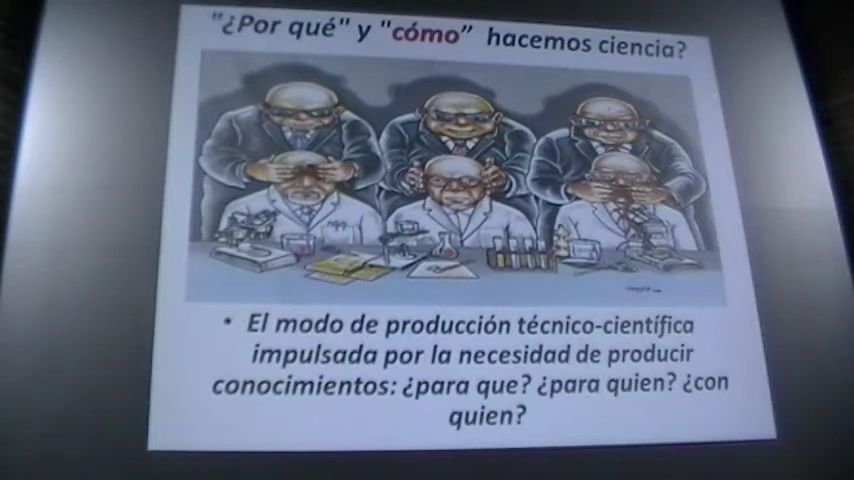 "¿Por qué" y "cómo" hacemos ciencia?
• El modo de producción técnico-científica
impulsada por la necesidad de producir
conocimientos: ¿para que? ¿para quien? ¿con
quien?